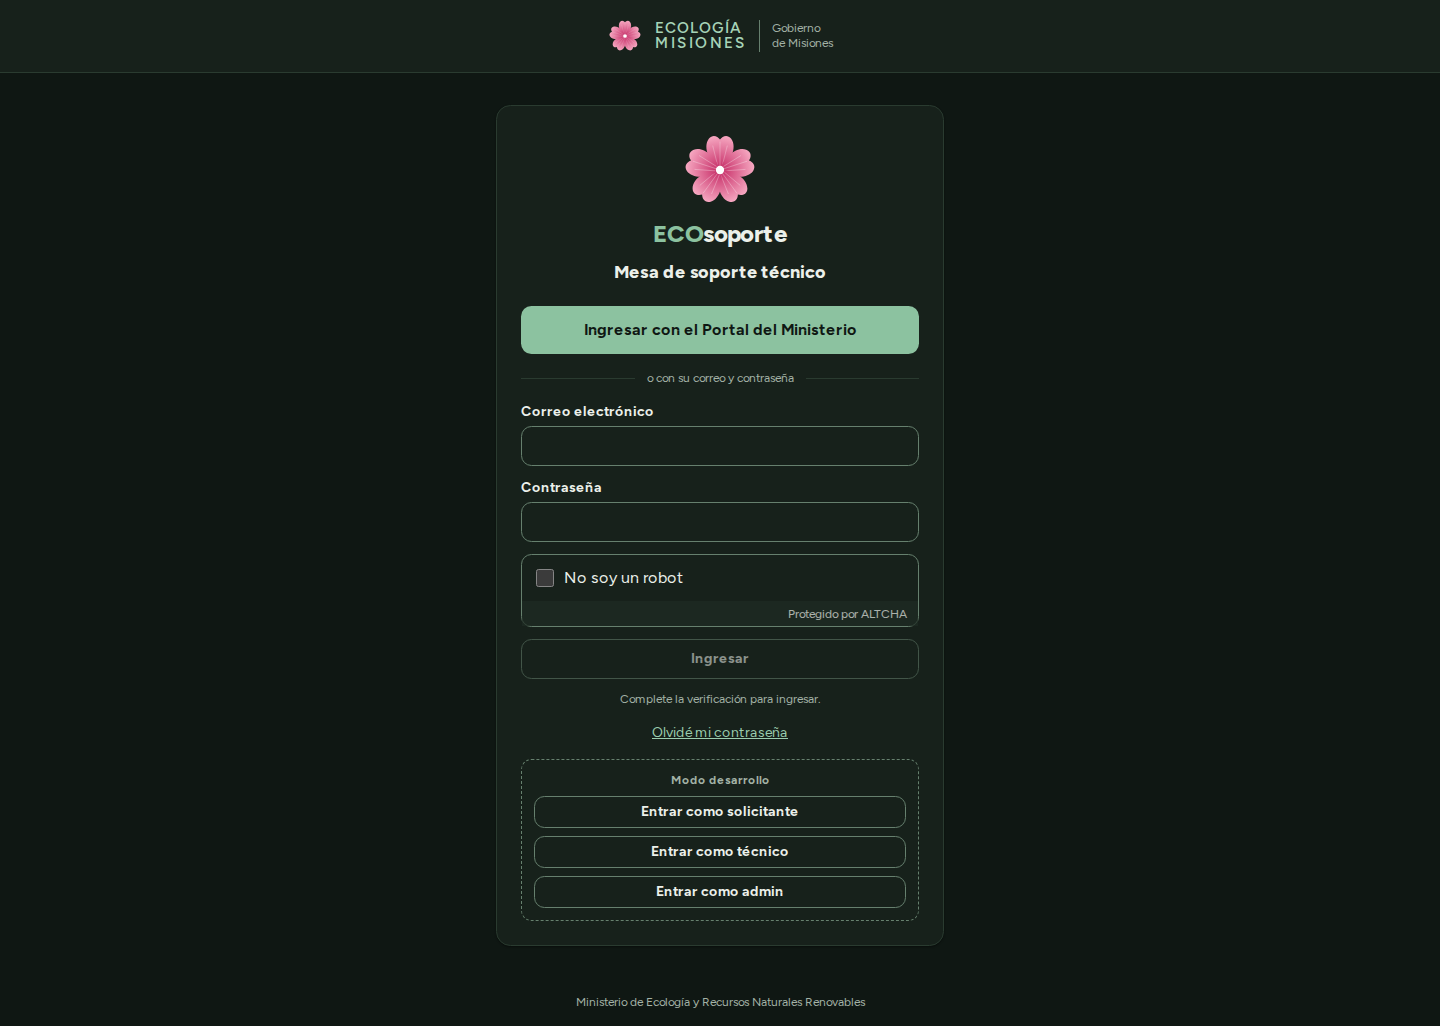 ECOLOGÍA
MISIONES
Gobierno
de Misiones
ECOsoporte
Mesa de soporte técnico
Ingresar con el Portal del Ministerio
o con su correo y contraseña
Correo electrónico
Contraseña
No soy un robot
Protegido por ALTCHA
Ingresar
Complete la verificación para ingresar.
Olvidé mi contraseña
Modo desarrollo
Entrar como solicitante
Entrar como técnico
Entrar como admin
Ministerio de Ecología y Recursos Naturales Renovables